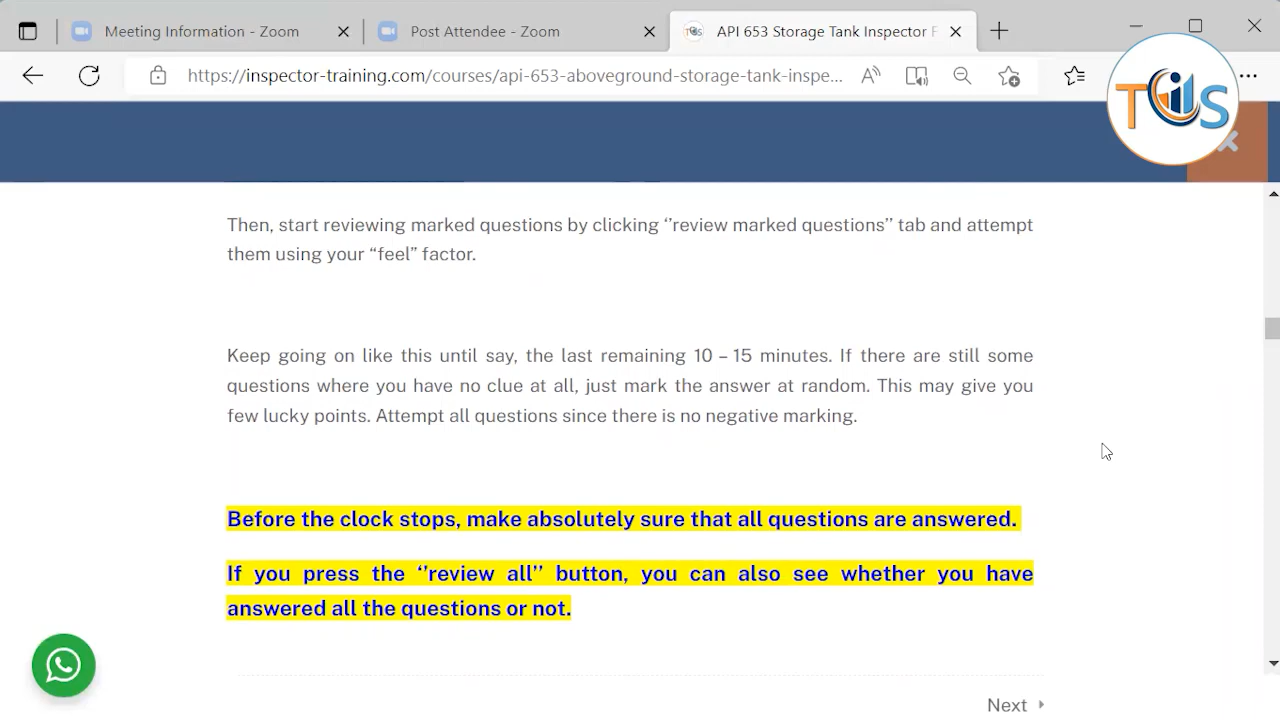 Meeting Information - Zoom
Post Attendee - Zoom
API 653 Storage Tank Inspector F
https://inspector-training.com/courses/api-653-aboveground-storage-tank-inspe...
TIS
Then, start reviewing marked questions by clicking ‘’review marked questions’’ tab and attempt
them using your “feel” factor.
Keep going on like this until say, the last remaining 10 – 15 minutes. If there are still some
questions where you have no clue at all, just mark the answer at random. This may give you
few lucky points. Attempt all questions since there is no negative marking.
Before the clock stops, make absolutely sure that all questions are answered.
If you press the ‘’review all’’ button, you can also see whether you have
answered all the questions or not.
Next